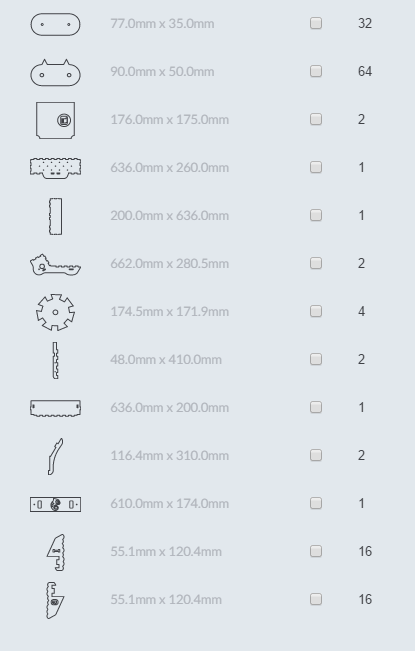 77.0mm x 35.0mm 32
90.0mm x 50.0mm 64
176.0mm x 175.0mm 2
636.0mm x 260.0mm 1
200.0mm x 636.0mm 1
662.0mm x 280.5mm 2
174.5mm x 171.9mm 4
48.0mm x 410.0mm 2
636.0mm x 200.0mm 1
116.4mm x 310.0mm 2
610.0mm x 174.0mm 1
55.1mm x 120.4mm 16
55.1mm x 120.4mm 16